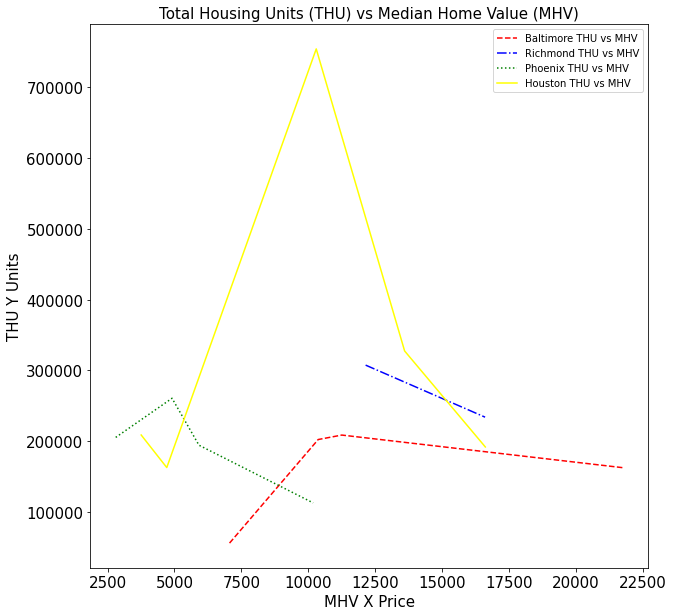 Total Housing Units (THU) vs Median Home Value (MHV)
Baltimore THU vs MHV
Richmond THU vs MHV
Phoenix THU vs MHV
Houston THU vs MHV
700000
600000
500000
400000
300000
200000
100000
THU Y Units
2500 5000 7500 10000 12500 15000 17500 20000 22500
MHV X Price